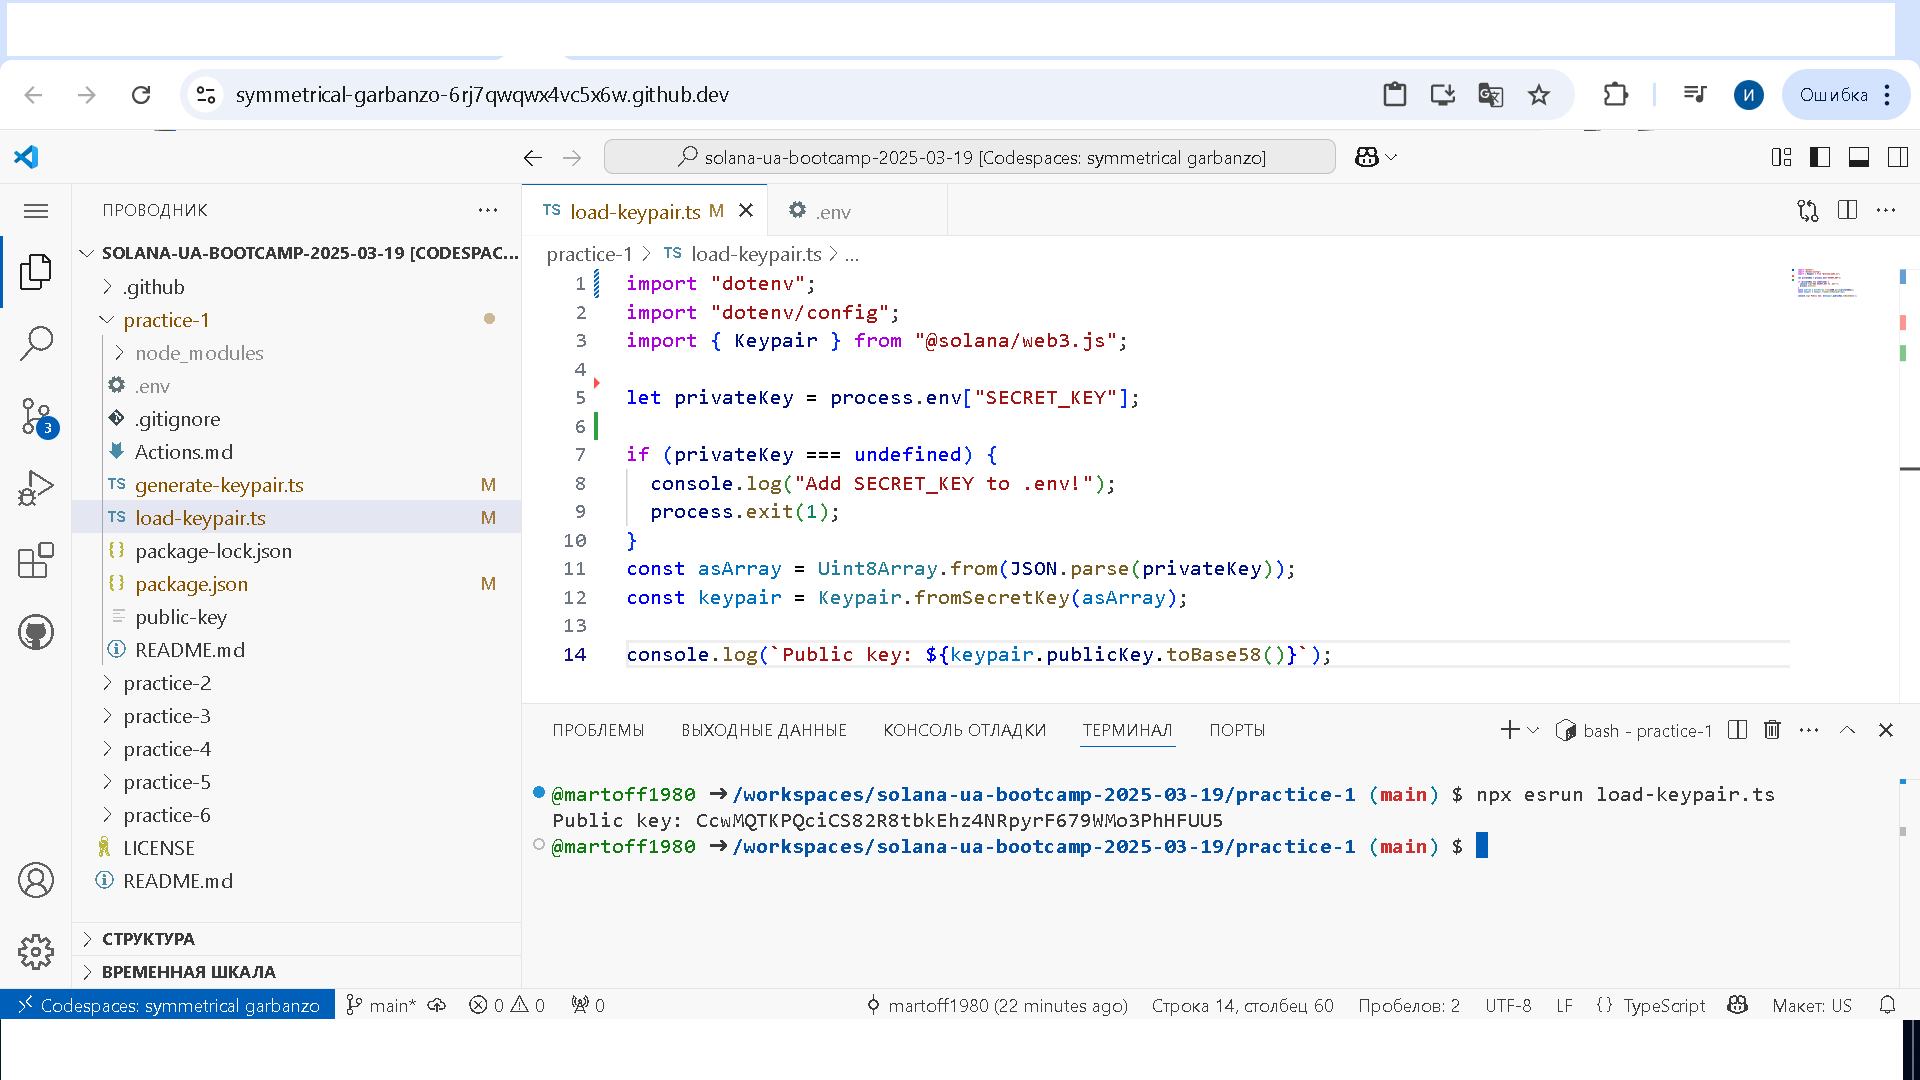 symmetrical-garbanzo-6rj7qwqwx4vc5x6w.github.dev
И
Ошибка
solana-ua-bootcamp-2025-03-19 [Codespaces: symmetrical garbanzo]
ПРОВОДНИК
SOLANA-UA-BOOTCAMP-2025-03-19 [CODESPAC...
.github
practice-1
node_modules
.env
.gitignore
Actions.md
TS generate-keypair.ts M
TS load-keypair.ts M
package-lock.json
package.json M
public-key
README.md
practice-2
practice-3
practice-4
practice-5
practice-6
LICENSE
README.md
СТРУКТУРА
ВРЕМЕННАЯ ШКАЛА
3
TS load-keypair.ts M
.env
practice-1 > TS load-keypair.ts > ...
1 import "dotenv";
2 import "dotenv/config";
3 import { Keypair } from "@solana/web3.js";
4
5 let privateKey = process.env["SECRET_KEY"];
6
7 if (privateKey === undefined) {
8 console.log("Add SECRET_KEY to .env!");
9 process.exit(1);
10 }
11 const asArray = Uint8Array.from(JSON.parse(privateKey));
12 const keypair = Keypair.fromSecretKey(asArray);
13
14 console.log(`Public key: ${keypair.publicKey.toBase58()}`);
ПРОБЛЕМЫ ВЫХОДНЫЕ ДАННЫЕ КОНСОЛЬ ОТЛАДКИ ТЕРМИНАЛ ПОРТЫ
bash - practice-1
@martoff1980 ➜/workspaces/solana-ua-bootcamp-2025-03-19/practice-1 (main) $ npx esrun load-keypair.ts
Public key: CcwMQTKPQciCS82R8tbkEhz4NRpyrF679WMo3PhHFUU5
@martoff1980 ➜/workspaces/solana-ua-bootcamp-2025-03-19/practice-1 (main) $
Codespaces: symmetrical garbanzo main* 0 0 0 martoff1980 (22 minutes ago) Строка 14, столбец 60 Пробелов: 2 UTF-8 LF {} TypeScript Макет: US